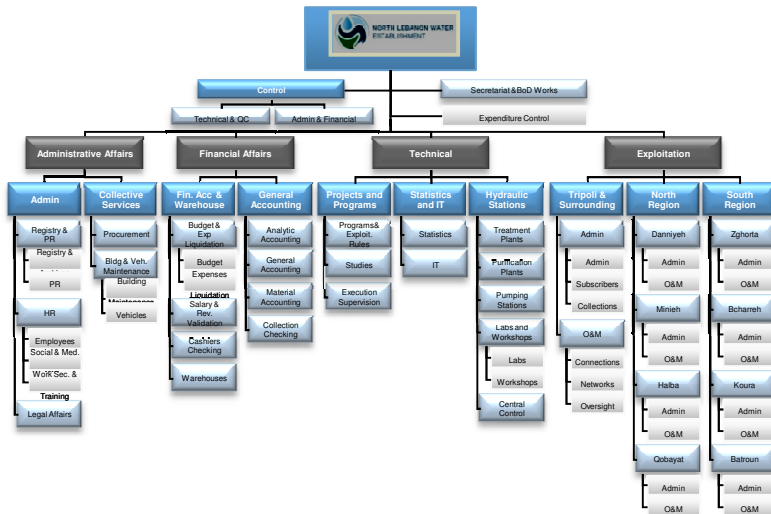 NORTH LEBANON WATER
ESTABLISHMENT
Control
Secretariat &BoD Works
Technical & QC
Admin & Financial
Expenditure Control
Administrative Affairs
Financial Affairs
Technical
Exploitation
Admin
Collective
Services
Fin. Acc &
Warehouse
General
Accounting
Projects and
Programs
Statistics
and IT
Hydraulic
Stations
Tripoli &
Surrounding
North
Region
South
Region
Registry &
PR
Registry &
PR
HR
Employees
Social & Med.
Work Sec. &
Training
Legal Affairs
Procurement
Bldg & Veh.
Maintenance
Building
Maintenance
Vehicles
Budget &
Exp
Liquidation
Budget
Expenses
Liquidation
Salary &
Rev.
Validation
Cashiers
Checking
Warehouses
Analytic
Accounting
General
Accounting
Material
Accounting
Collection
Checking
Programs&
Exploit.
Rules
Studies
Execution
Supervision
Statistics
IT
Treatment
Plants
Purification
Plants
Pumping
Stations
Labs and
Workshops
Labs
Workshops
Central
Control
Admin
Admin
Subscribers
Collections
O&M
Connections
Networks
Oversight
Danniyeh
Admin
O&M
Minieh
Admin
O&M
Halba
Admin
O&M
Qobayat
Admin
O&M
Zghorta
Admin
O&M
Bcharreh
Admin
O&M
Koura
Admin
O&M
Batroun
Admin
O&M